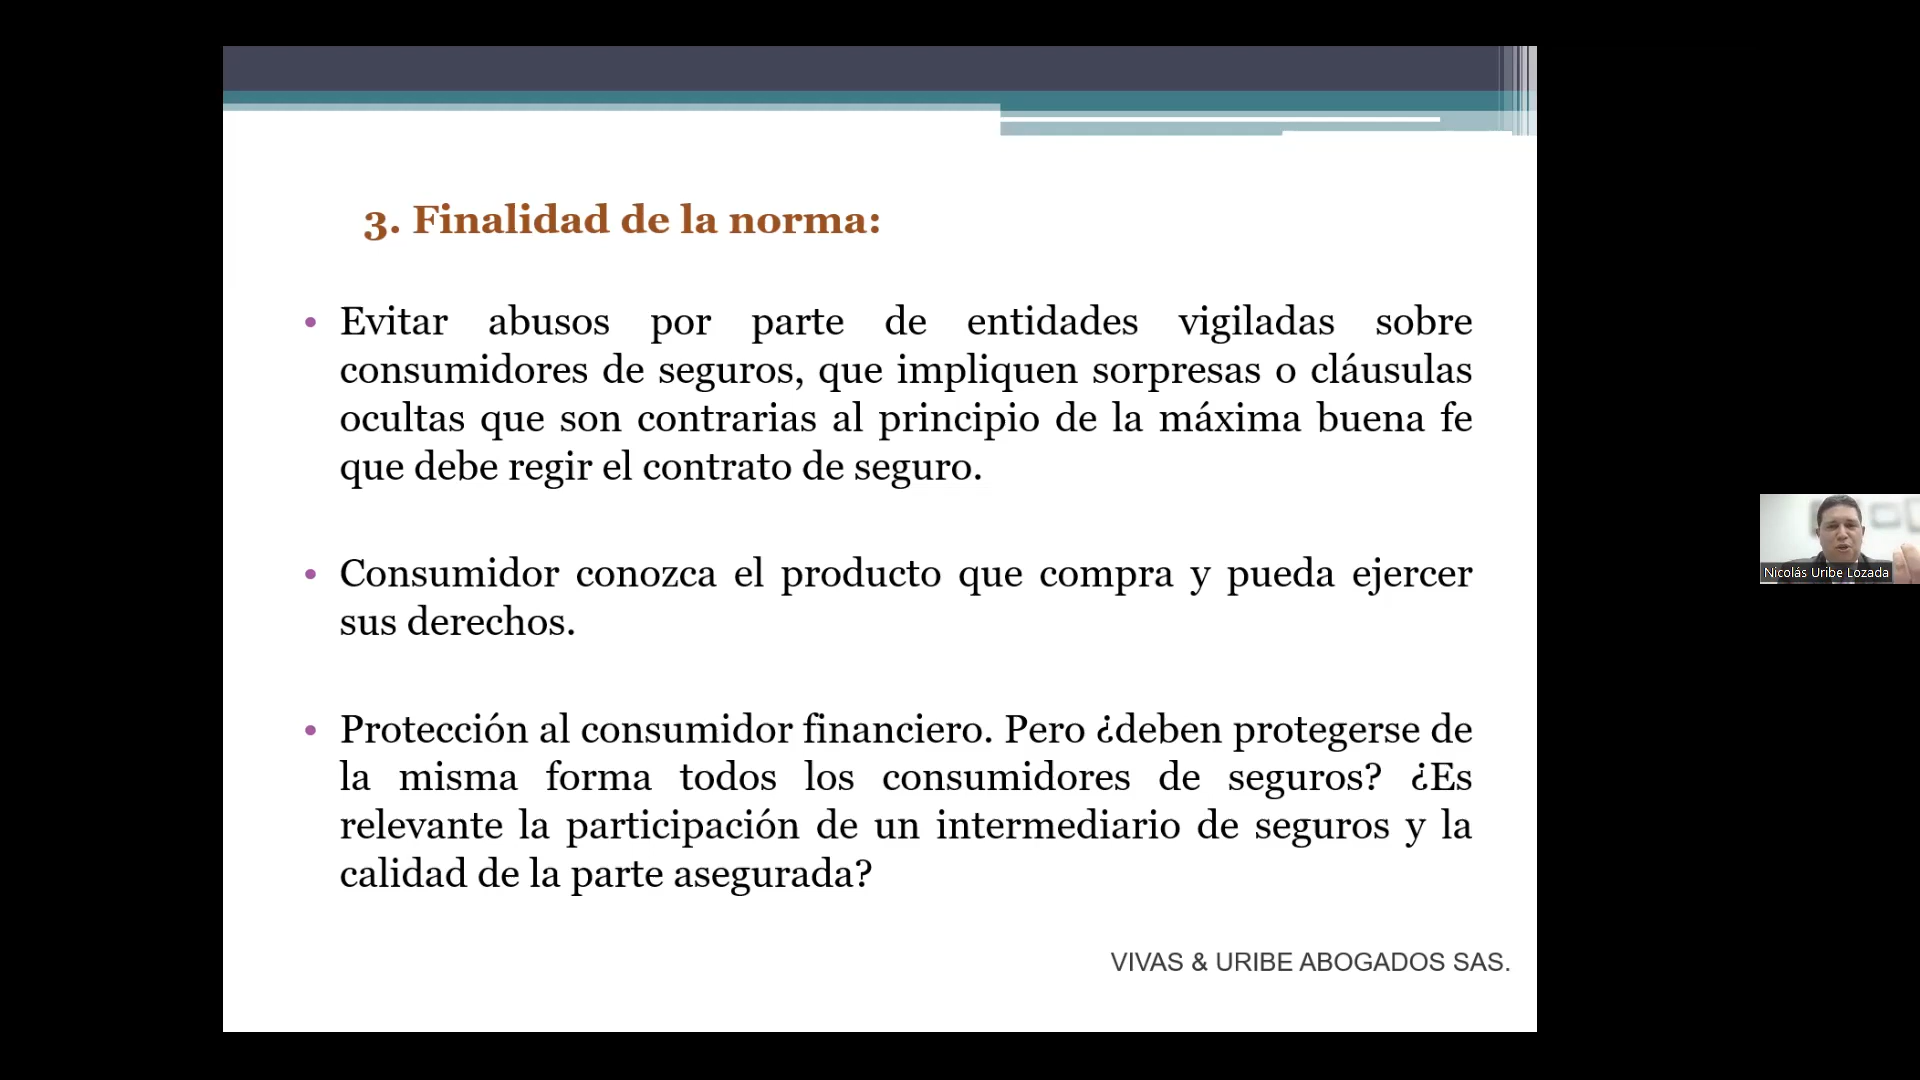 3. Finalidad de la norma:
• Evitar abusos por parte de entidades vigiladas sobre
consumidores de seguros, que impliquen sorpresas o cláusulas
ocultas que son contrarias al principio de la máxima buena fe
que debe regir el contrato de seguro.
• Consumidor conozca el producto que compra y pueda ejercer
sus derechos.
• Protección al consumidor financiero. Pero ¿deben protegerse de
la misma forma todos los consumidores de seguros? ¿Es
relevante la participación de un intermediario de seguros y la
calidad de la parte asegurada?
VIVAS & URIBE ABOGADOS SAS.
Nicolás Uribe Lozada